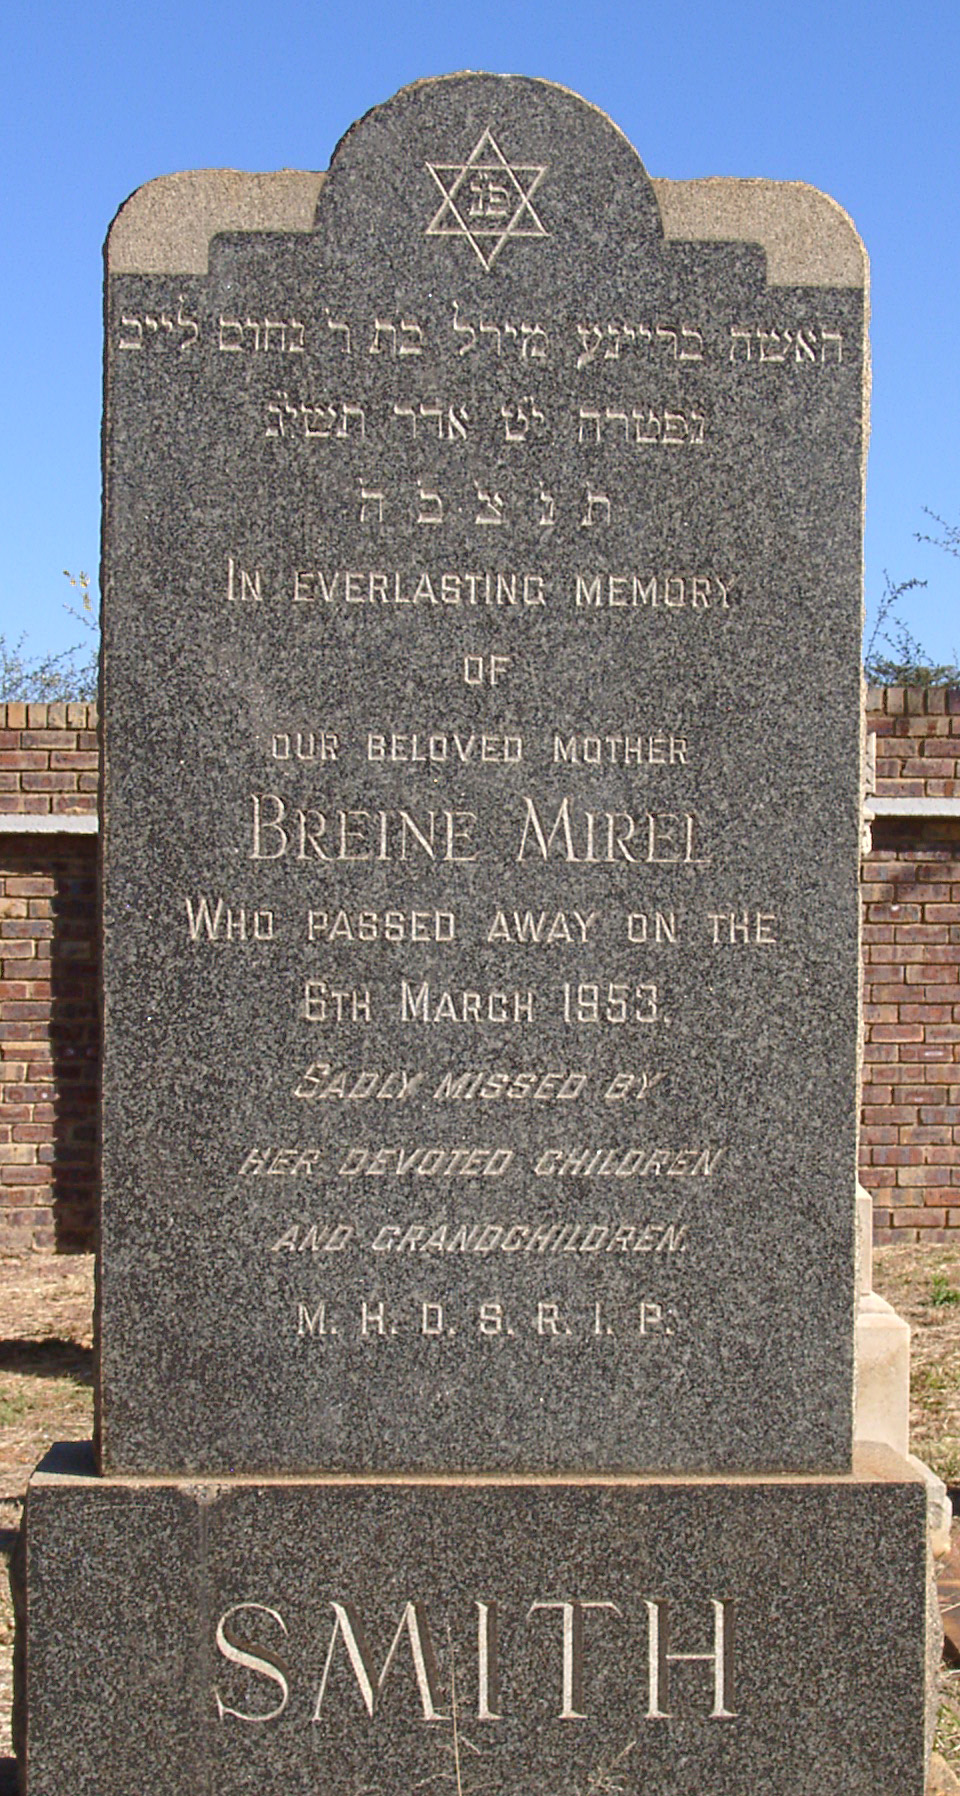 פ"נ
האשה בריינע מירל בת ר' נחום לייב
נפטרה י"ט אדר תשי"ג
ת נ צ ב ה
IN EVERLASTING MEMORY
OF
OUR BELOVED MOTHER
BREINE MIREL
WHO PASSED AWAY ON THE
6TH MARCH 1953.
SADLY MISSED BY
HER DEVOTED CHILDREN
AND GRANDCHILDREN.
M. H. D. S. R. I. P.
SMITH